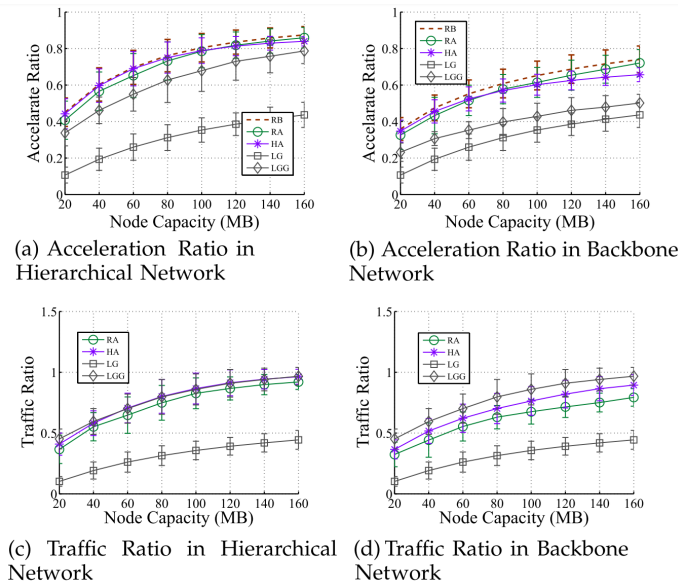 1
0.8
0.6
0.4
0.2
0
Accelarate Ratio
RB
RA
HA
LG
LGG
20 40 60 80 100 120 140 160
Node Capacity (MB)
(a) Acceleration Ratio in
Hierarchical Network
1
0.8
0.6
0.4
0.2
0
Accelarate Ratio
RB
RA
HA
LG
LGG
20 40 60 80 100 120 140 160
Node Capacity (MB)
(b) Acceleration Ratio in Backbone
Network
1.5
1
0.5
0
Traffic Ratio
RA
HA
LG
LGG
20 40 60 80 100 120 140 160
Node Capacity (MB)
(c) Traffic Ratio in Hierarchical
Network
1.5
1
0.5
0
Traffic Ratio
RA
HA
LG
LGG
20 40 60 80 100 120 140 160
Node Capacity (MB)
(d) Traffic Ratio in Backbone
Network